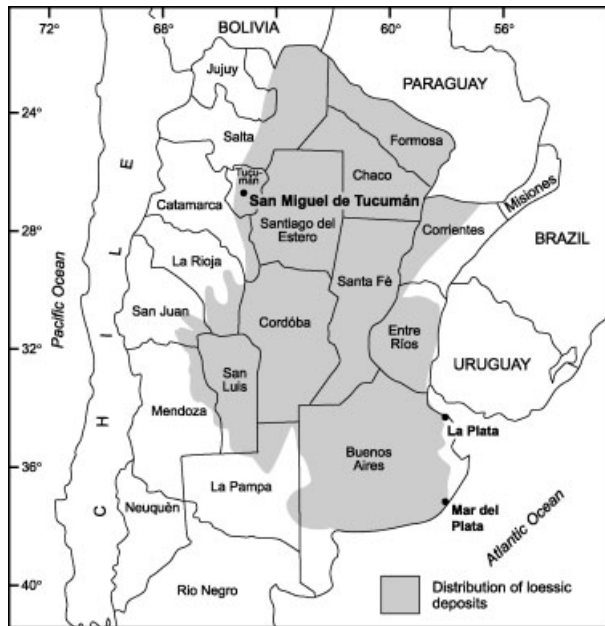 72°
68°
60°
56°
BOLIVIA
Jujuy
PARAGUAY
24°
Salta
Formosa
Tucu-
mán
Chaco
San Miguel de Tucumán
Misiones
Catamarca
28°
Santiago del
Estero
Corrientes
BRAZIL
La Rioja
Santa Fè
San Juan
Cordóba
Entre
Ríos
32°
URUGUAY
San
Luis
Mendoza
La Plata
Buenos
Aires
36°
La Pampa
Mar del
Plata
Neuquèn
Río Negro
40°
Pacific Ocean
C H I L E
Atlantic Ocean
Distribution of loessic
deposits